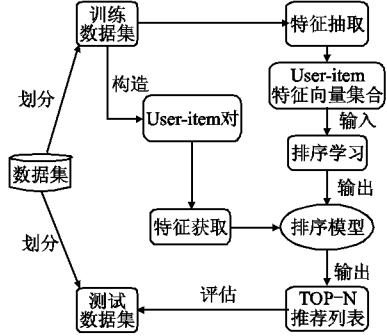 训练
数据集
特征抽取
构造
User-item
特征向量集合
划分
User-item对
输入
排序学习
数据集
输出
特征获取
排序模型
划分
输出
评估
测试
数据集
TOP-N
推荐列表